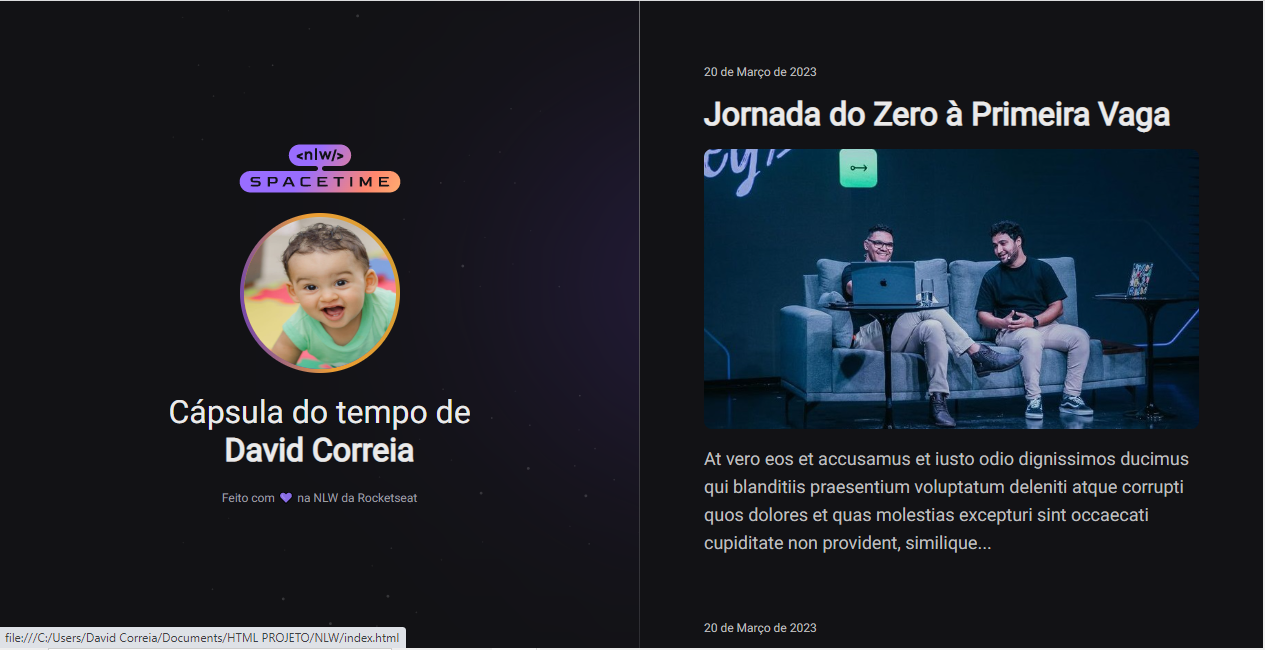 <nlw/>
SPACETIME
Cápsula do tempo de
David Correia
Feito com 💜 na NLW da Rocketseat
20 de Março de 2023
Jornada do Zero à Primeira Vaga
At vero eos et accusamus et iusto odio dignissimos ducimus
qui blanditiis praesentium voluptatum deleniti atque corrupti
quos dolores et quas molestias excepturi sint occaecati
cupiditate non provident, similique...
20 de Março de 2023
file:///C:/Users/David Correia/Documents/HTML PROJETO/NLW/index.html